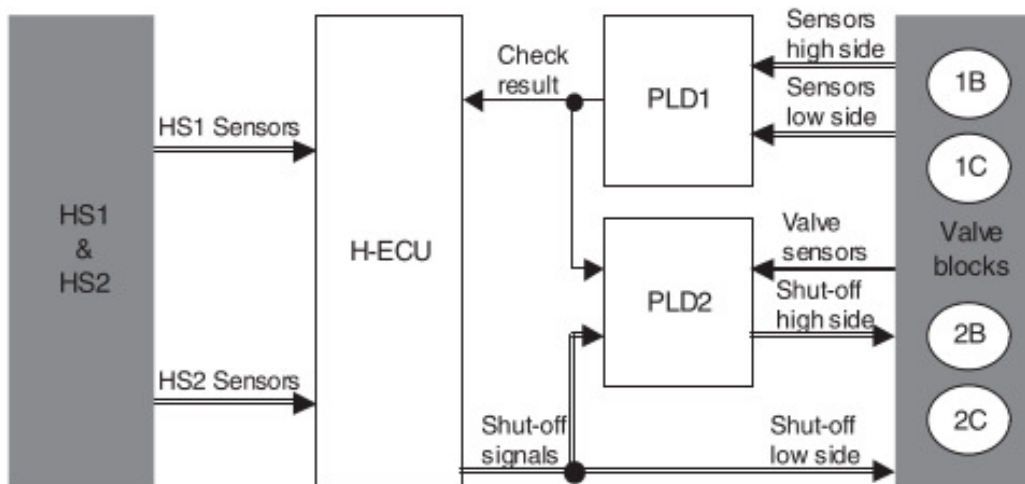 HS1
&
HS2
HS1 Sensors
HS2 Sensors
H-ECU
Check
result
Shut-off
signals
PLD1
PLD2
Sensors
high side
Sensors
low side
Valve
sensors
Shut-off
high side
Shut-off
low side
1B
1C
Valve
blocks
2B
2C